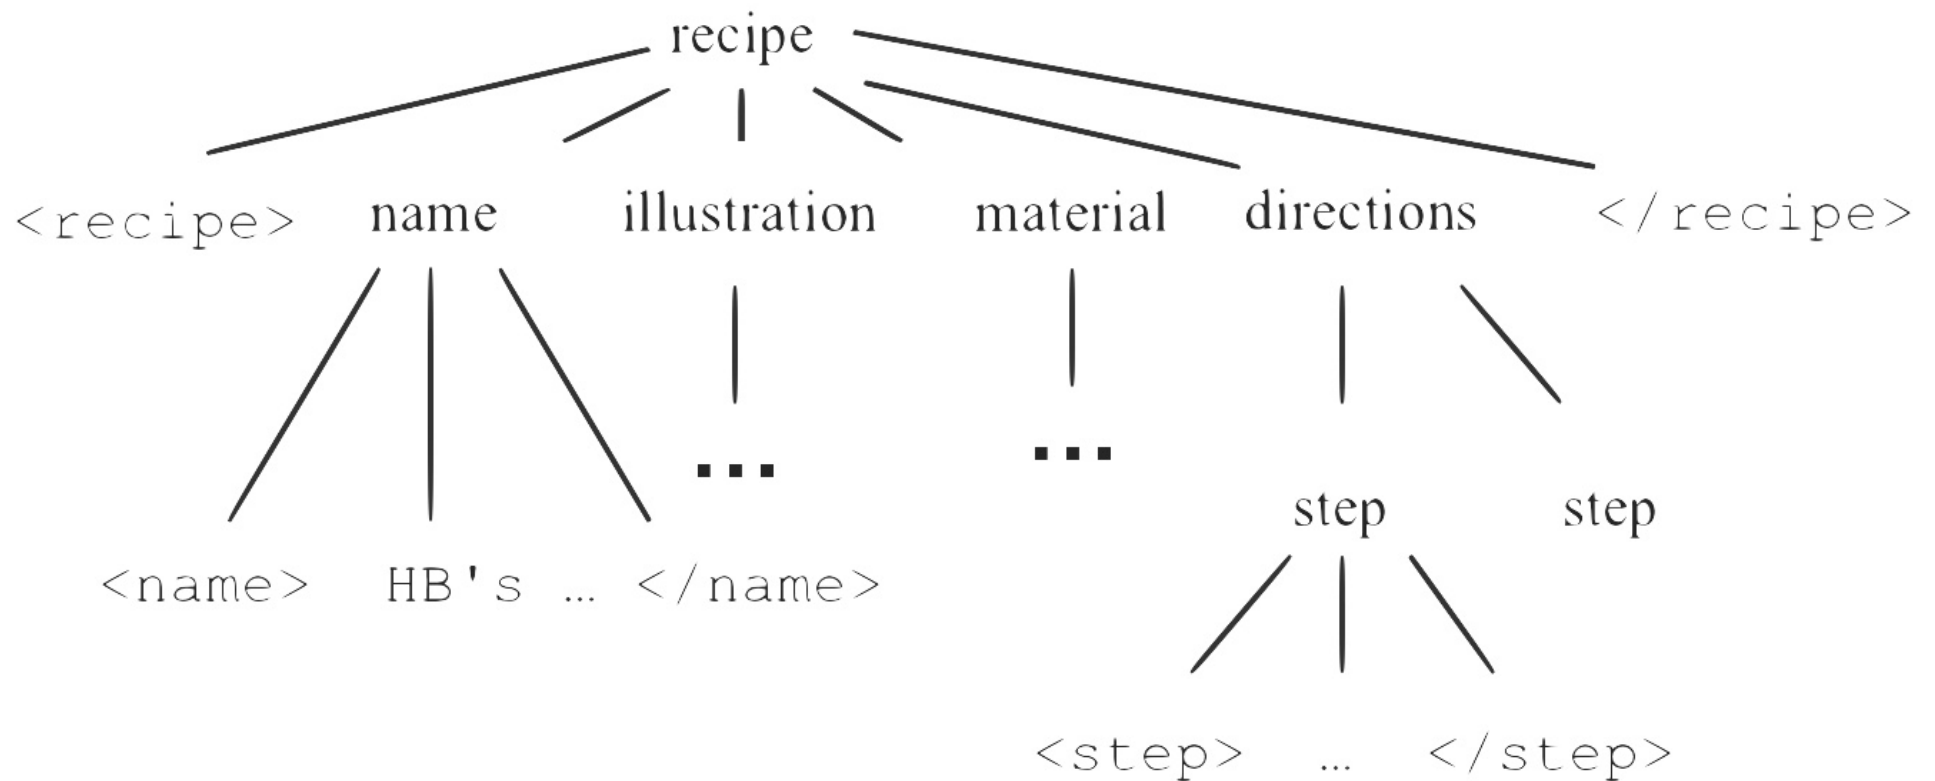 recipe
<recipe> name illustration material directions </recipe>
... ...
step step
<name> HB's … </name>
<step> … </step>